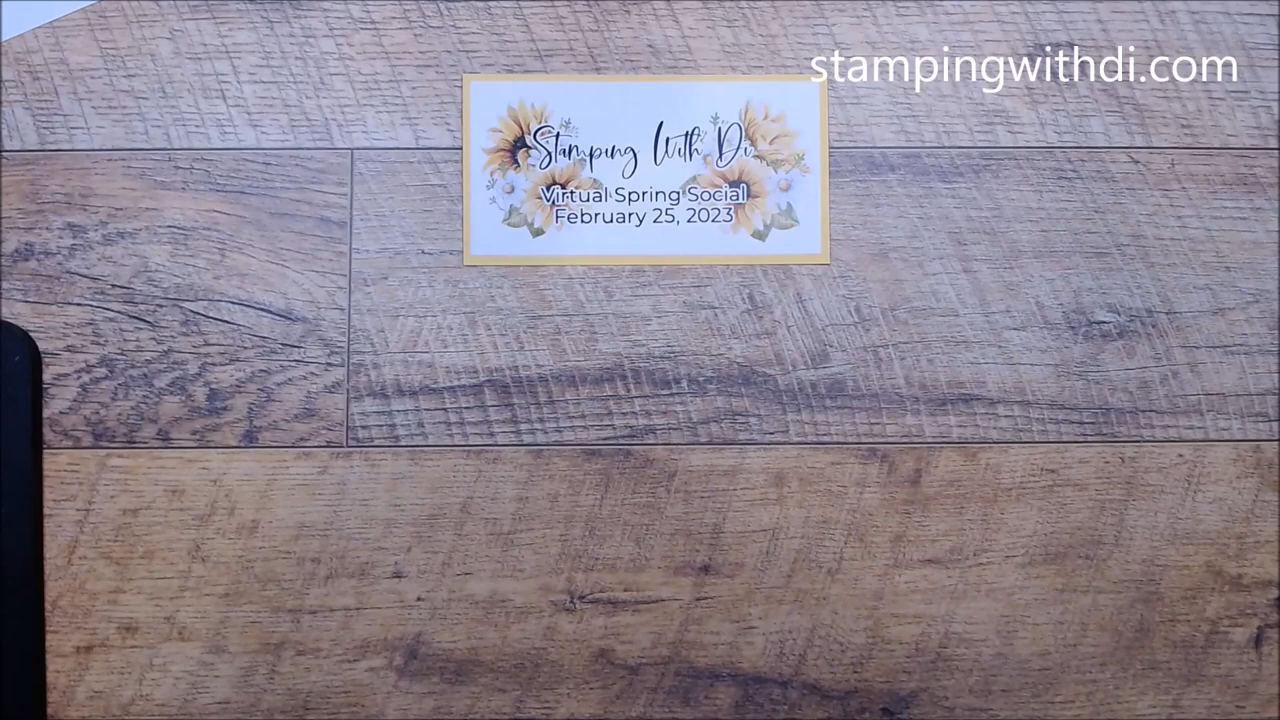 stampingwithdi.com
Stamping With Di
Virtual Spring Social
February 25, 2023